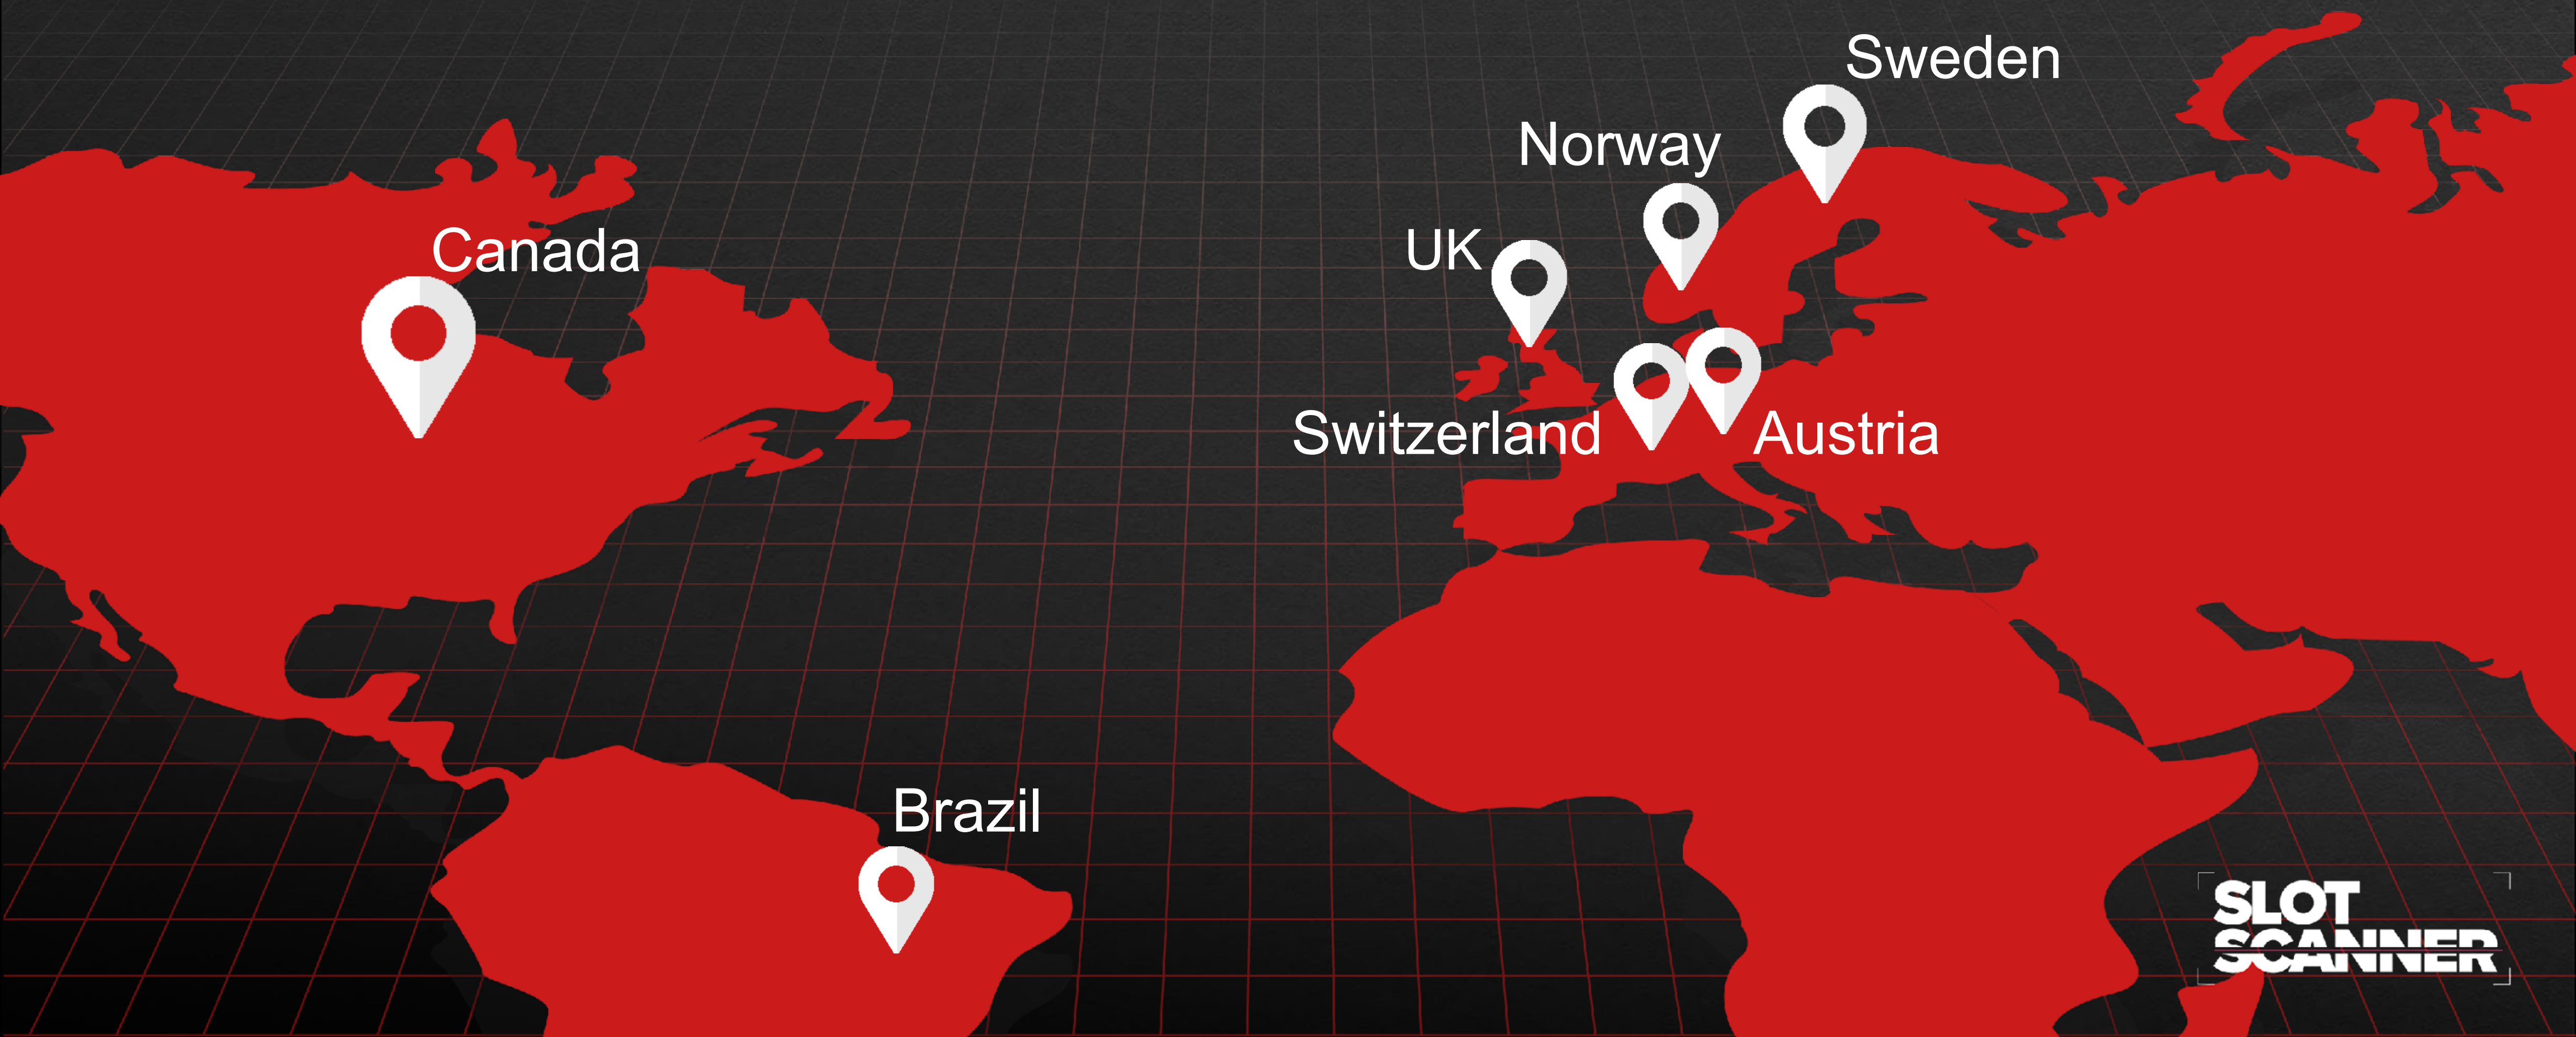 Sweden
Norway
UK
Canada
Switzerland
Austria
Brazil
SLOT
SCANNER